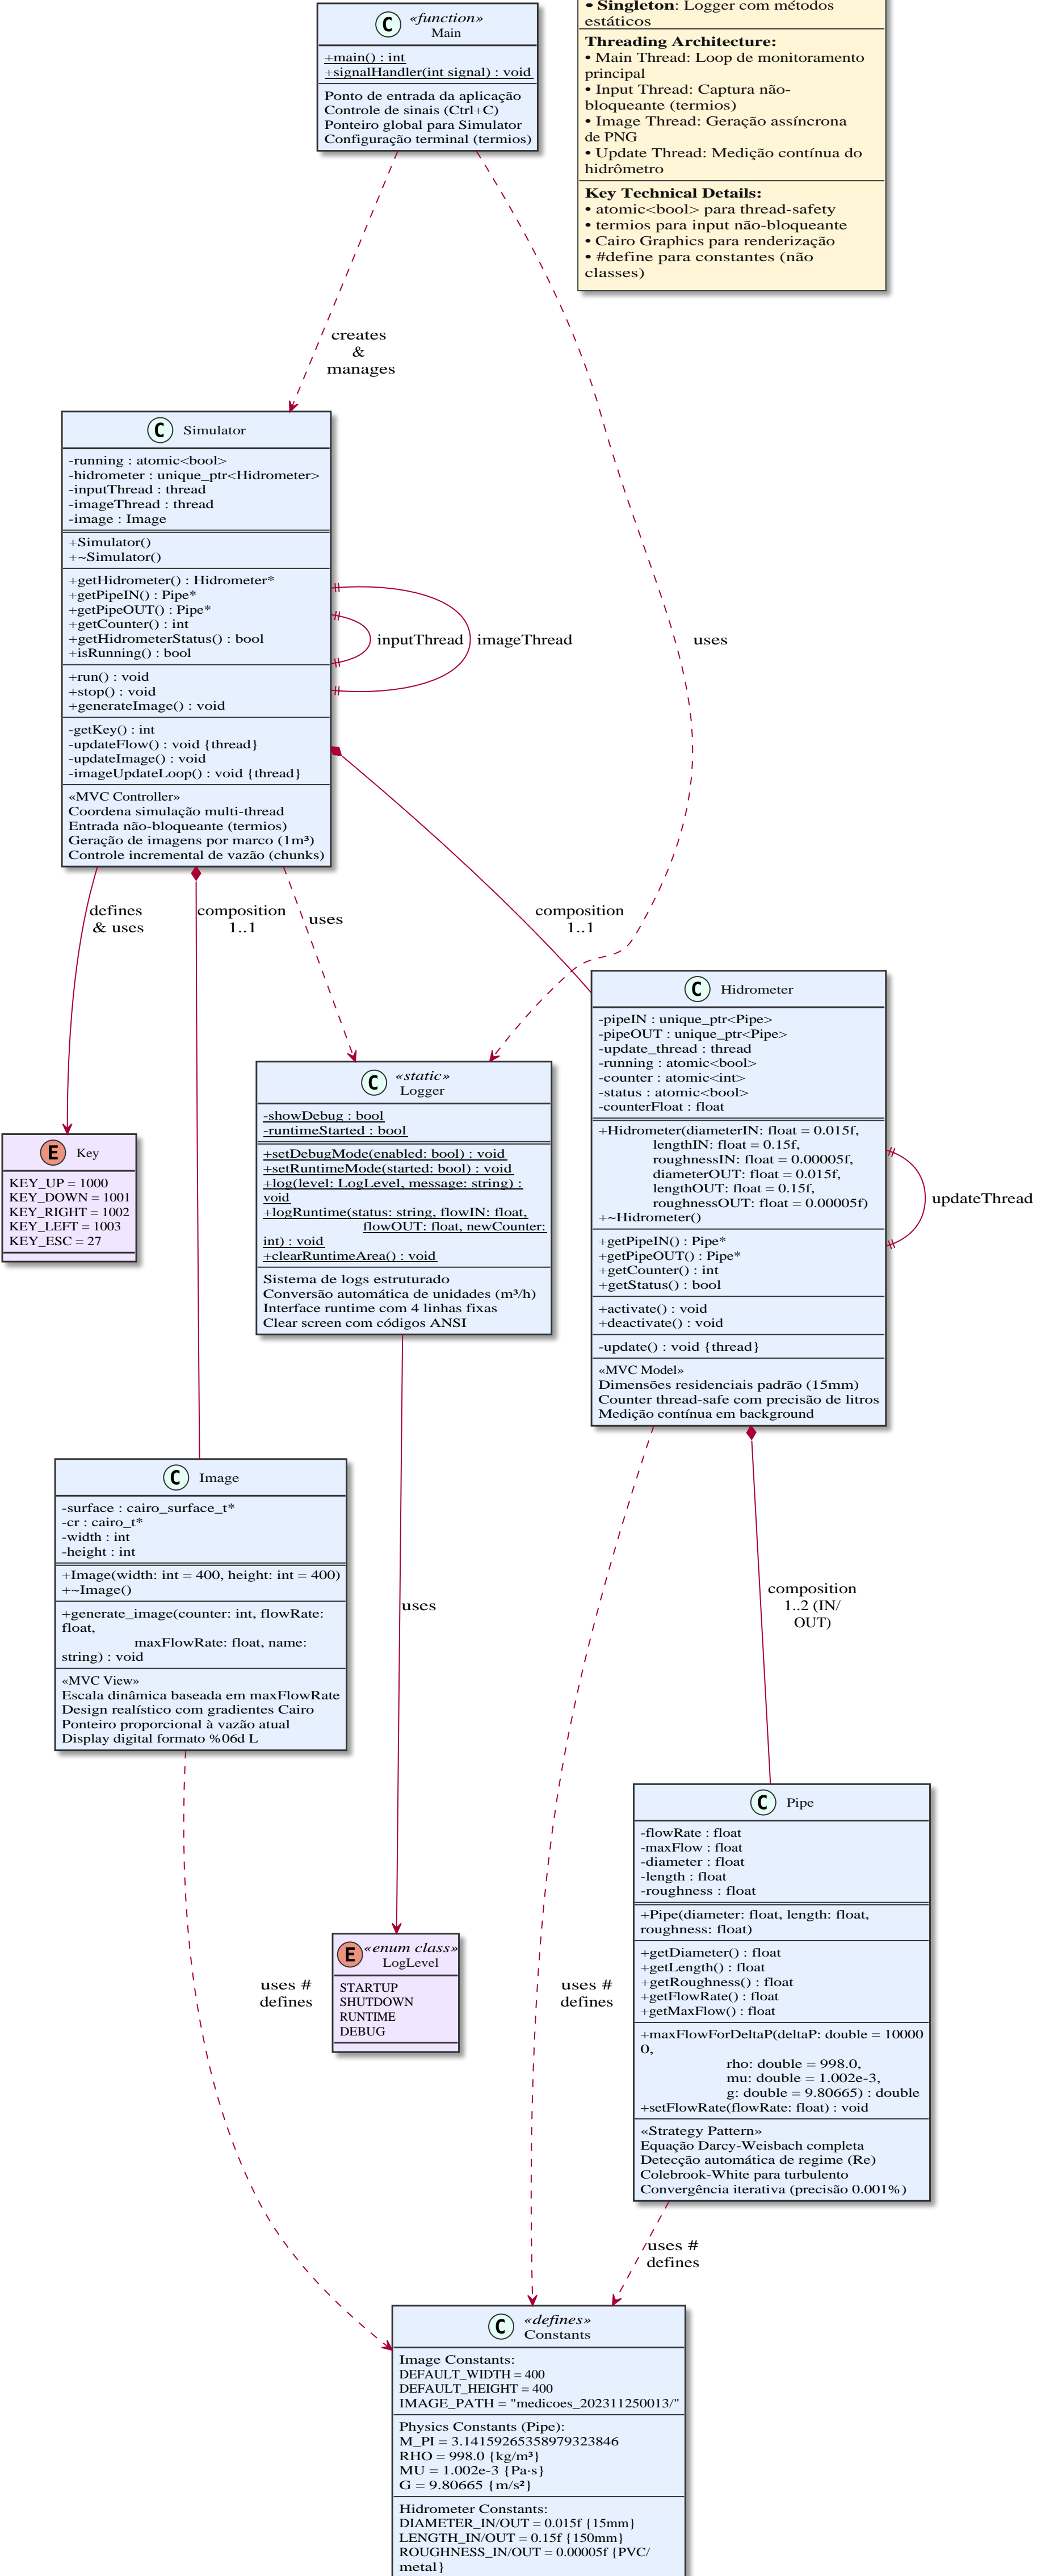 «function»
Main
+main() : int
+signalHandler(int signal) : void
Ponto de entrada da aplicação
Controle de sinais (Ctrl+C)
Ponteiro global para Simulator
Configuração terminal (termios)
• Singleton: Logger com métodos
estáticos
Threading Architecture:
• Main Thread: Loop de monitoramento
principal
• Input Thread: Captura não-
bloqueante (termios)
• Image Thread: Geração assíncrona
de PNG
• Update Thread: Medição contínua do
hidrômetro
Key Technical Details:
• atomic<bool> para thread-safety
• termios para input não-bloqueante
• Cairo Graphics para renderização
• #define para constantes (não
classes)
creates
&
manages
Simulator
-running : atomic<bool>
-hidrometer : unique_ptr<Hidrometer>
-inputThread : thread
-imageThread : thread
-image : Image
+Simulator()
+~Simulator()
+getHidrometer() : Hidrometer*
+getPipeIN() : Pipe*
+getPipeOUT() : Pipe*
+getCounter() : int
+getHidrometerStatus() : bool
+isRunning() : bool
+run() : void
+stop() : void
+generateImage() : void
-getKey() : int
-updateFlow() : void {thread}
-updateImage() : void
-imageUpdateLoop() : void {thread}
«MVC Controller»
Coordena simulação multi-thread
Entrada não-bloqueante (termios)
Geração de imagens por marco (1m³)
Controle incremental de vazão (chunks)
inputThread
imageThread
uses
defines
& uses
composition
1..1
uses
composition
1..1
Key
KEY_UP = 1000
KEY_DOWN = 1001
KEY_RIGHT = 1002
KEY_LEFT = 1003
KEY_ESC = 27
«static»
Logger
-showDebug : bool
-runtimeStarted : bool
+setDebugMode(enabled: bool) : void
+setRuntimeMode(started: bool) : void
+log(level: LogLevel, message: string) :
void
+logRuntime(status: string, flowIN: float,
flowOUT: float, newCounter:
int) : void
+clearRuntimeArea() : void
Sistema de logs estruturado
Conversão automática de unidades (m³/h)
Interface runtime com 4 linhas fixas
Clear screen com códigos ANSI
Hidrometer
-pipeIN : unique_ptr<Pipe>
-pipeOUT : unique_ptr<Pipe>
-update_thread : thread
-running : atomic<bool>
-counter : atomic<int>
-status : atomic<bool>
-counterFloat : float
+Hidrometer(diameterIN: float = 0.015f,
lengthIN: float = 0.15f,
roughnessIN: float = 0.00005f,
diameterOUT: float = 0.015f,
lengthOUT: float = 0.15f,
roughnessOUT: float = 0.00005f)
+~Hidrometer()
+getPipeIN() : Pipe*
+getPipeOUT() : Pipe*
+getCounter() : int
+getStatus() : bool
+activate() : void
+deactivate() : void
-update() : void {thread}
«MVC Model»
Dimensões residenciais padrão (15mm)
Counter thread-safe com precisão de litros
Medição contínua em background
updateThread
Image
-surface : cairo_surface_t*
-cr : cairo_t*
-width : int
-height : int
+Image(width: int = 400, height: int = 400)
+~Image()
+generate_image(counter: int, flowRate:
float,
maxFlowRate: float, name:
string) : void
«MVC View»
Escala dinâmica baseada em maxFlowRate
Design realístico com gradientes Cairo
Ponteiro proporcional à vazão atual
Display digital formato %06d L
uses
composition
1..2 (IN/
OUT)
Pipe
-flowRate : float
-maxFlow : float
-diameter : float
-length : float
-roughness : float
+Pipe(diameter: float, length: float,
roughness: float)
+getDiameter() : float
+getLength() : float
+getRoughness() : float
+getFlowRate() : float
+getMaxFlow() : float
+maxFlowForDeltaP(deltaP: double = 10000
0,
rho: double = 998.0,
mu: double = 1.002e-3,
g: double = 9.80665) : double
+setFlowRate(flowRate: float) : void
«Strategy Pattern»
Equação Darcy-Weisbach completa
Detecção automática de regime (Re)
Colebrook-White para turbulento
Convergência iterativa (precisão 0.001%)
«enum class»
LogLevel
STARTUP
SHUTDOWN
RUNTIME
DEBUG
uses #
defines
uses #
defines
uses #
defines
«defines»
Constants
Image Constants:
DEFAULT_WIDTH = 400
DEFAULT_HEIGHT = 400
IMAGE_PATH = "medicoes_202311250013/"
Physics Constants (Pipe):
M_PI = 3.14159265358979323846
RHO = 998.0 {kg/m³}
MU = 1.002e-3 {Pa·s}
G = 9.80665 {m/s²}
Hidrometer Constants:
DIAMETER_IN/OUT = 0.015f {15mm}
LENGTH_IN/OUT = 0.15f {150mm}
ROUGHNESS_IN/OUT = 0.00005f {PVC/
metal}